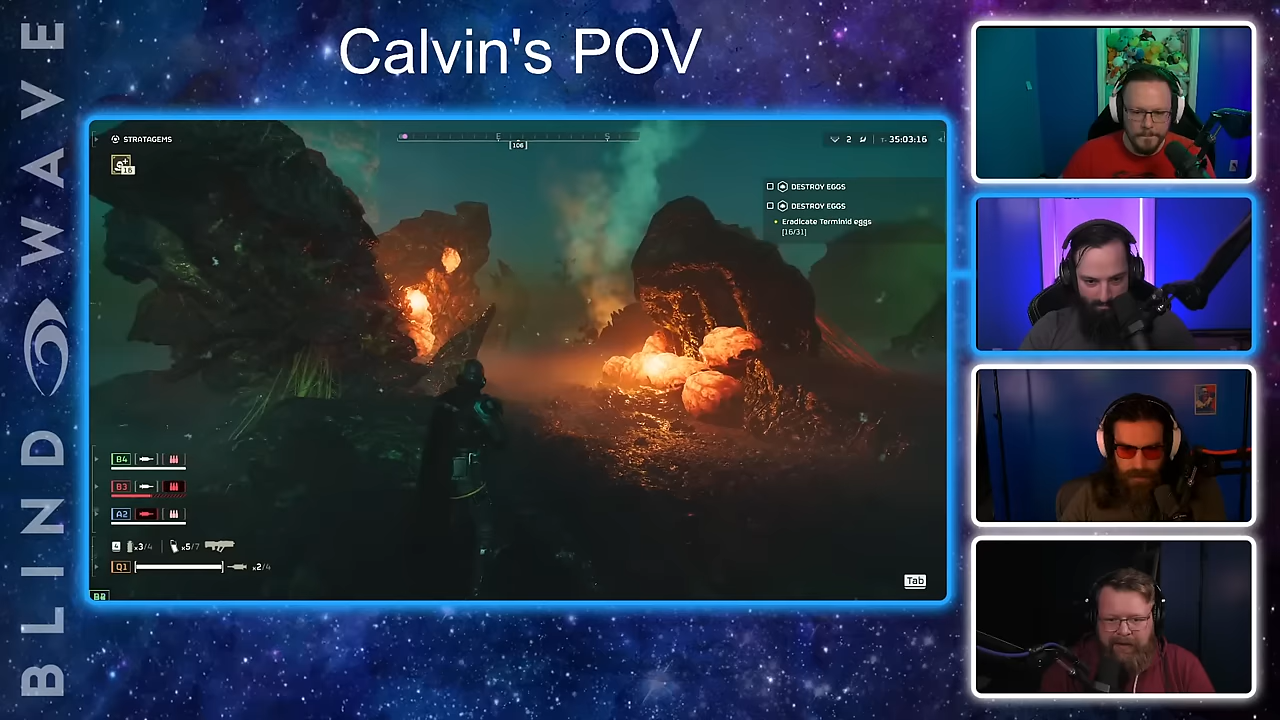 BLIND WAVE
Calvin's POV
STRATAGEMS
16
E
S
[106]
2
T- 35:03:16
DESTROY EGGS
DESTROY EGGS
Eradicate Terminid eggs
[16/31]
B4
B3
A2
x3/4
x5/7
Q1
x2/4
Tab